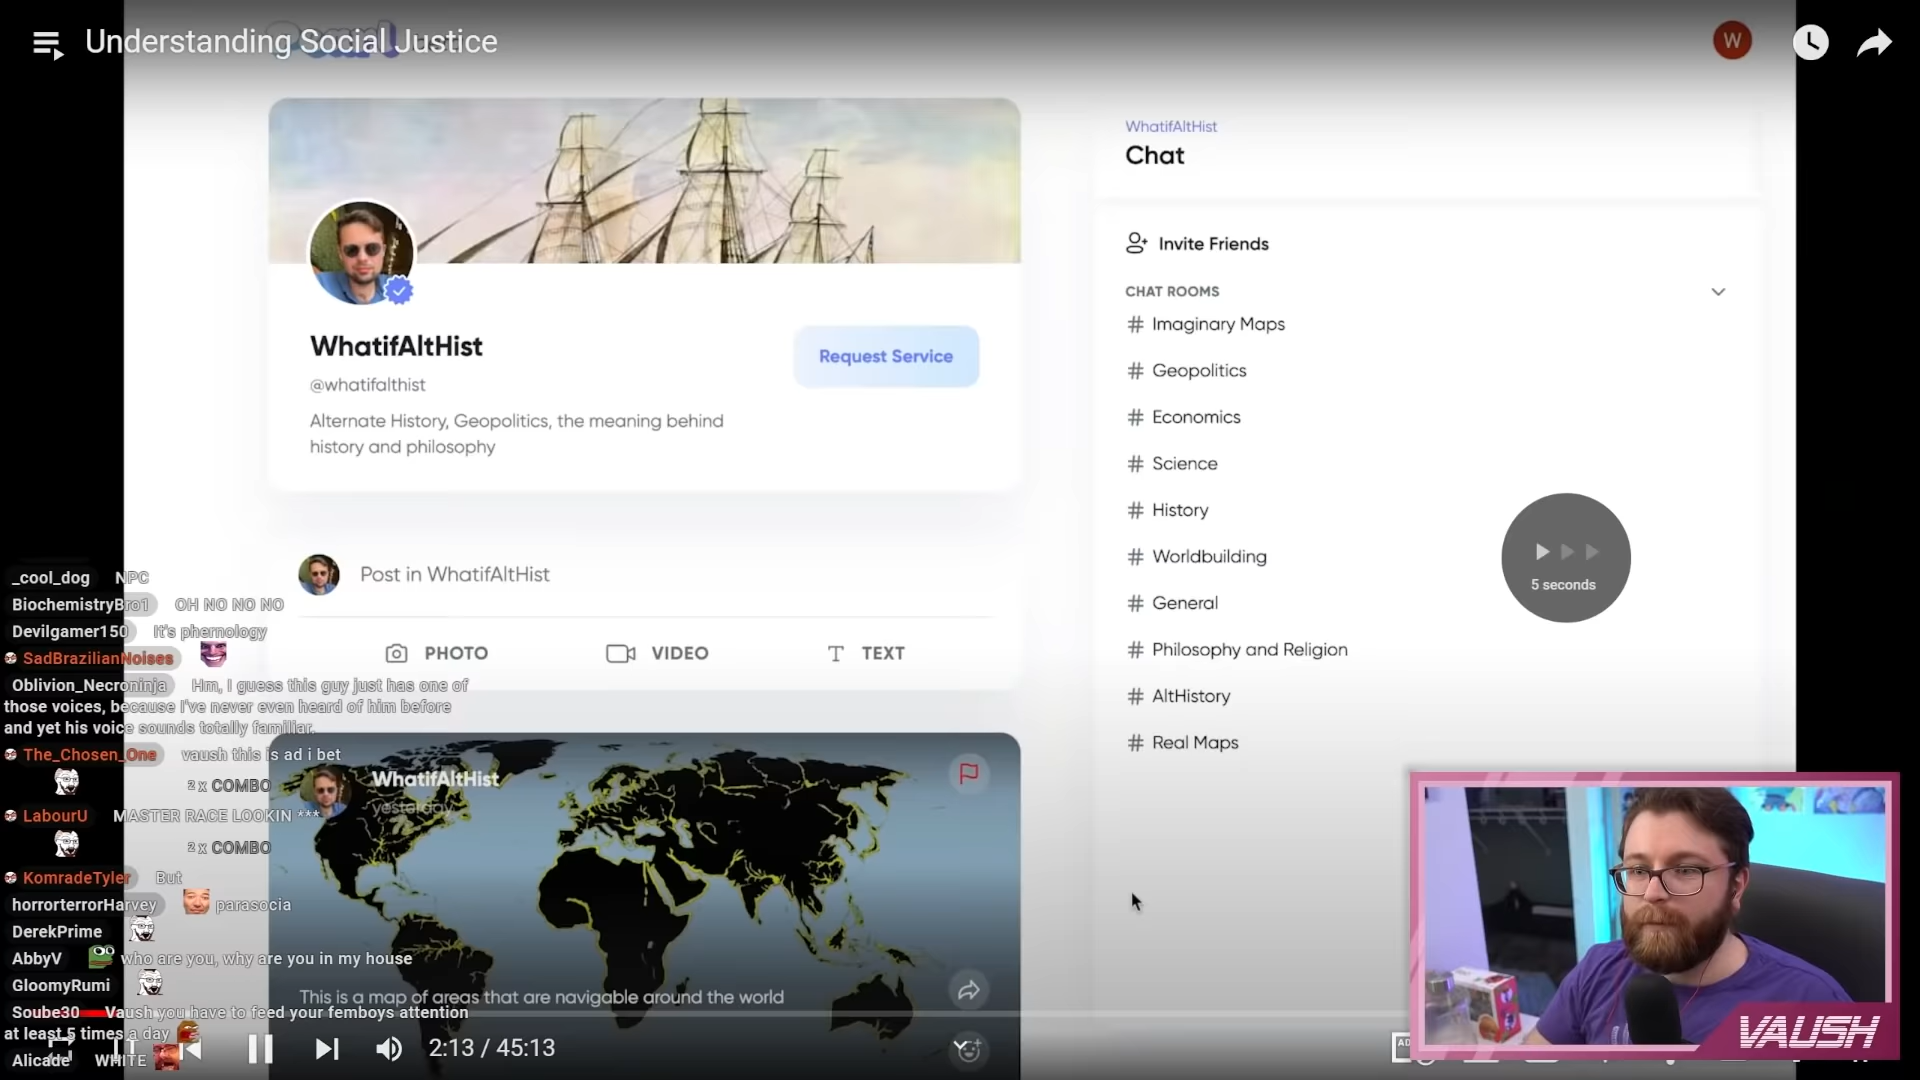 Understanding Social Justice
W
WhatifAltHist
Chat
Invite Friends
CHAT ROOMS
# Imaginary Maps
# Geopolitics
# Economics
# Science
# History
# Worldbuilding
# General
# Philosophy and Religion
# AltHistory
# Real Maps
WhatifAltHist
@whatifalthist
Request Service
Alternate History, Geopolitics, the meaning behind
history and philosophy
Post in WhatifAltHist
PHOTO
VIDEO
TEXT
WhatifAltHist
yesterday
This is a map of areas that are navigable around the world
5 seconds
_cool_dog NPC
BiochemistryBro1 OH NO NO NO
Devilgamer150 It's phernology
SadBrazilianNoises
Oblivion_Necroninja Hm, I guess this guy just has one of
those voices, because I've never even heard of him before
and yet his voice sounds totally familiar.
The_Chosen_One vaush this is ad i bet
2 x COMBO
LabourU MASTER RACE LOOKIN ***
2 x COMBO
KomradeTyler But
horrorterrorHarvey parasocia
DerekPrime
AbbyV who are you, why are you in my house
GloomyRumi
Soube30 Vaush you have to feed your femboys attention
at least 5 times a day
Alicade WHITE
2:13 / 45:13
VAUSH